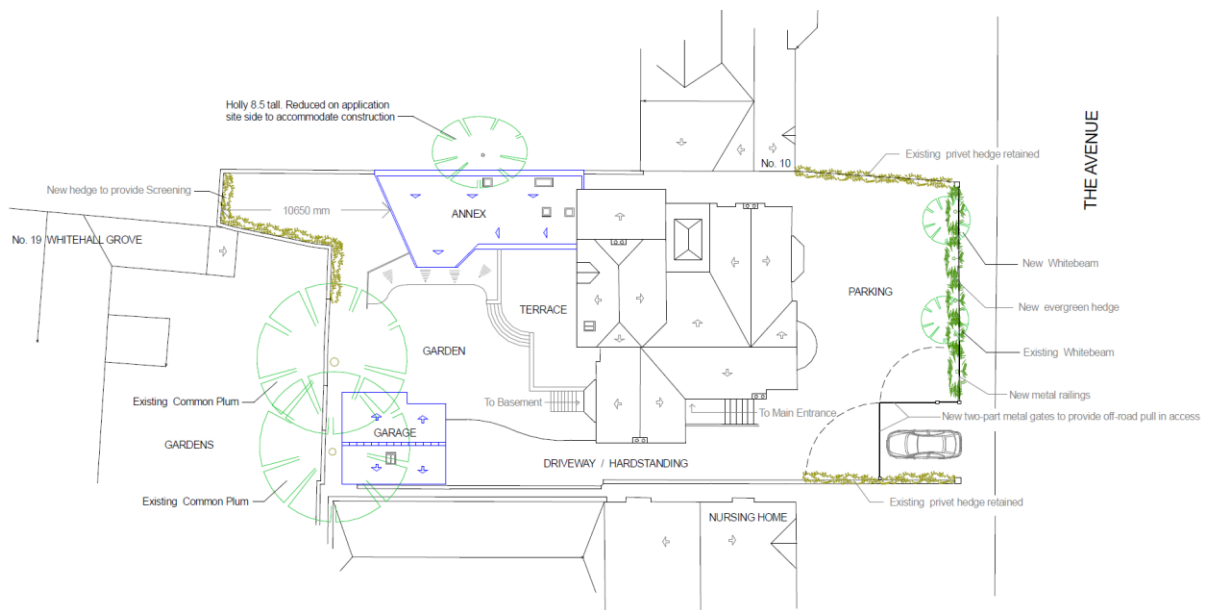 Holly 8.5 tall. Reduced on application
site side to accommodate construction
THE AVENUE
No. 10
Existing privet hedge retained
New hedge to provide Screening
10650 mm
ANNEX
No. 19 WHITEHALL GROVE
New Whitebeam
PARKING
TERRACE
New evergreen hedge
GARDEN
Existing Whitebeam
New metal railings
To Basement
Existing Common Plum
To Main Entrance
New two-part metal gates to provide off-road pull in access
GARAGE
GARDENS
DRIVEWAY / HARDSTANDING
Existing Common Plum
Existing privet hedge retained
NURSING HOME